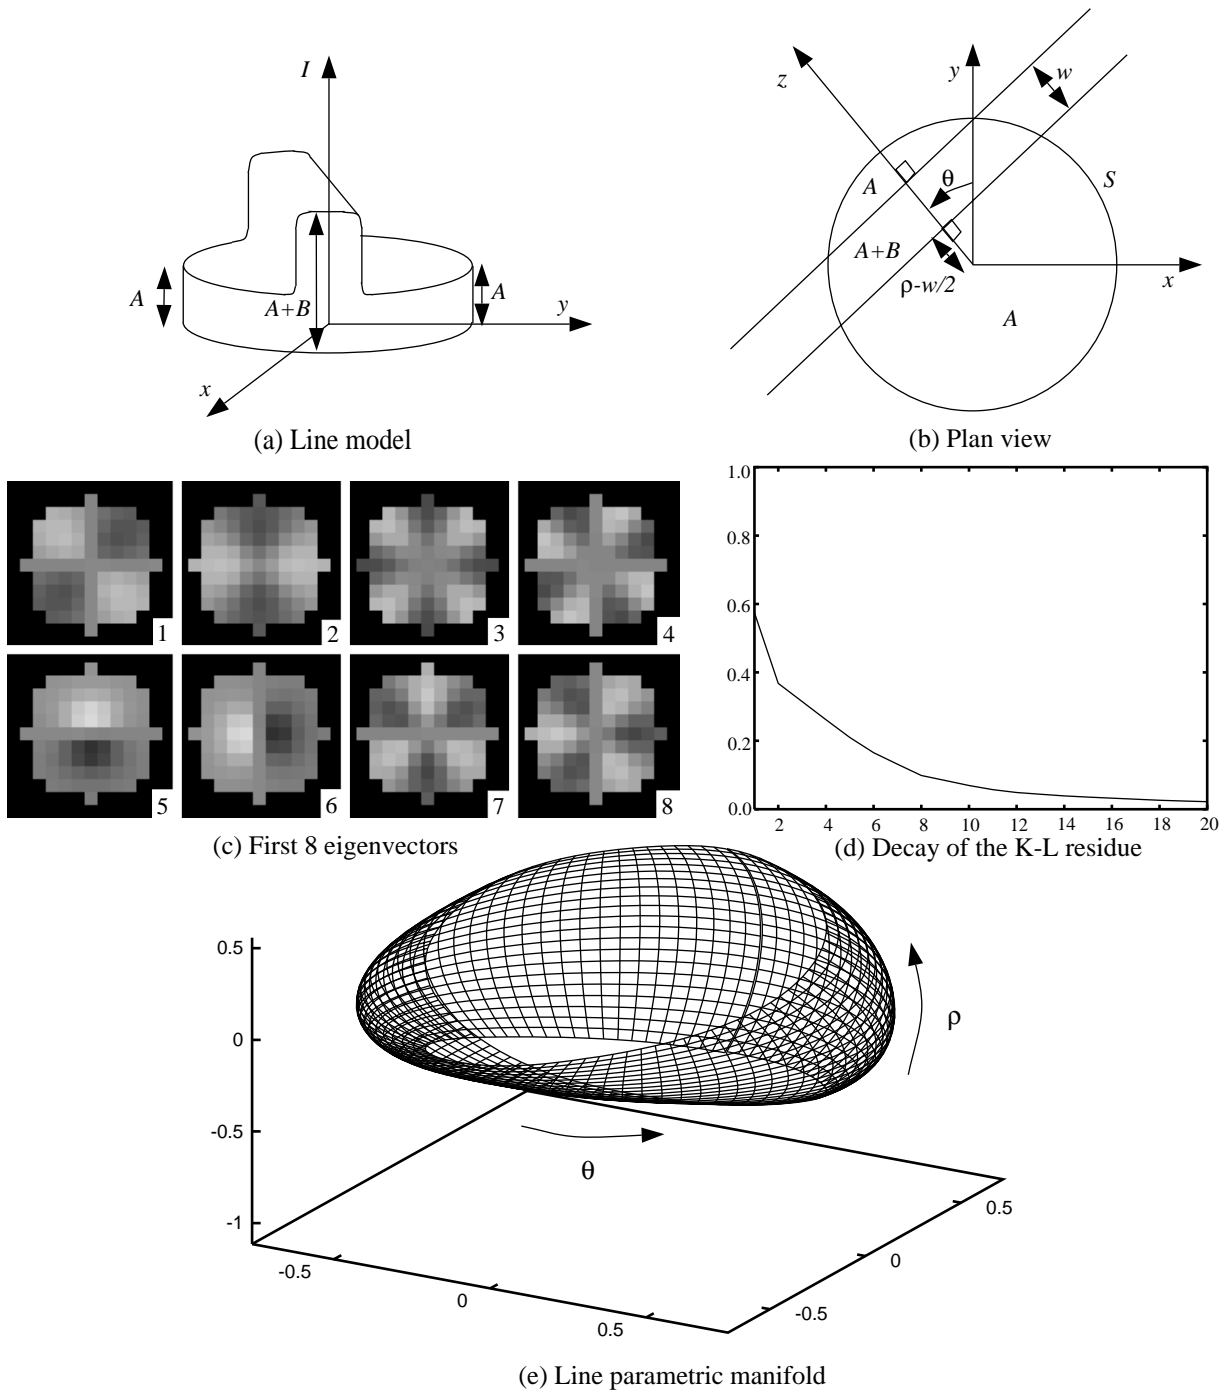 I
A
A+B
A
y
x
(a) Line model
z
y
w
θ
S
A
A+B
ρ-w/2
x
A
(b) Plan view
1
2
3
4
5
6
7
8
(c) First 8 eigenvectors
1.0
0.8
0.6
0.4
0.2
0.0
2 4 6 8 10 12 14 16 18 20
(d) Decay of the K-L residue
0.5
0
-0.5
-1
ρ
θ
-0.5
0
0.5
-0.5
0
0.5
(e) Line parametric manifold